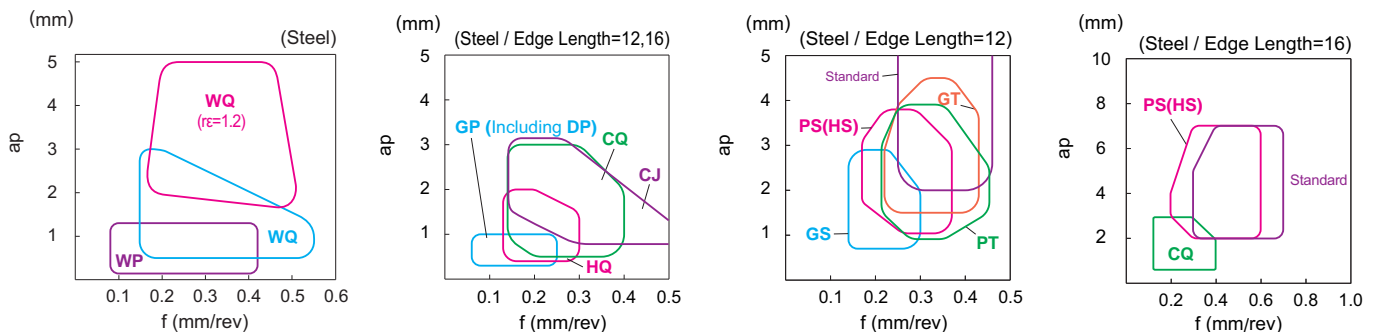 (mm)
(Steel)
5
4
3
2
1
ap
WQ
(rε=1.2)
WQ
WP
0.1
0.2
0.3
0.4
0.5
0.6
f (mm/rev)
(mm)
(Steel / Edge Length=12,16)
5
4
3
2
1
ap
GP (Including DP)
CQ
CJ
HQ
0.1
0.2
0.3
0.4
0.5
f (mm/rev)
(mm)
(Steel / Edge Length=12)
5
4
3
2
1
ap
Standard
GT
PS(HS)
GS
PT
0.1
0.2
0.3
0.4
0.5
f (mm/rev)
(mm)
(Steel / Edge Length=16)
10
8
6
4
2
ap
PS(HS)
Standard
CQ
0.2
0.4
0.6
0.8
1.0
f (mm/rev)